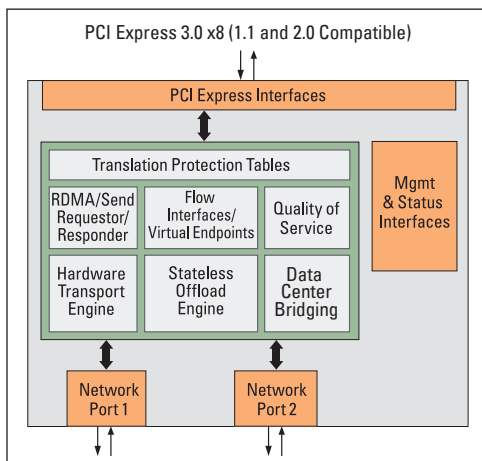 PCI Express 3.0 x8 (1.1 and 2.0 Compatible)
PCI Express Interfaces
Translation Protection Tables
RDMA/Send
Requestor/
Responder
Flow
Interfaces/
Virtual Endpoints
Quality of
Service
Mgmt
& Status
Interfaces
Hardware
Transport
Engine
Stateless
Offload
Engine
Data
Center
Bridging
Network
Port 1
Network
Port 2